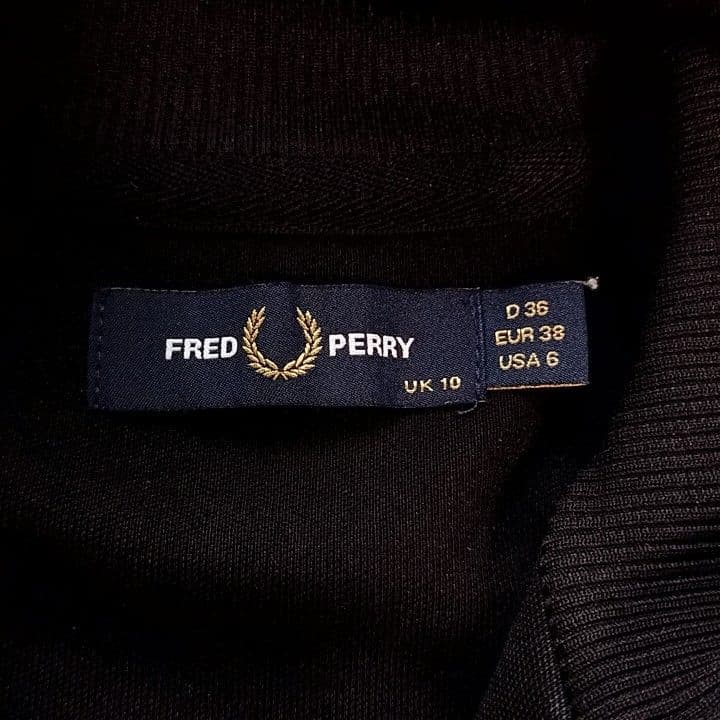 FRED PERRY
UK 10
D 36
EUR 38
USA 6